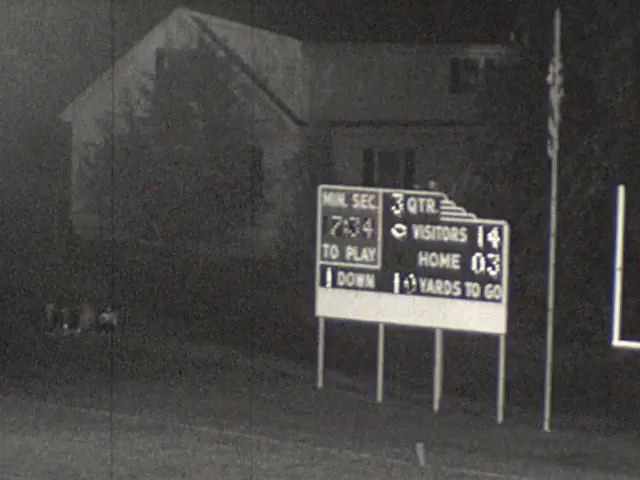 MIN. SEC.
3 QTR.
7:34
VISITORS 14
TO PLAY
HOME 03
1 DOWN
10 YARDS TO GO